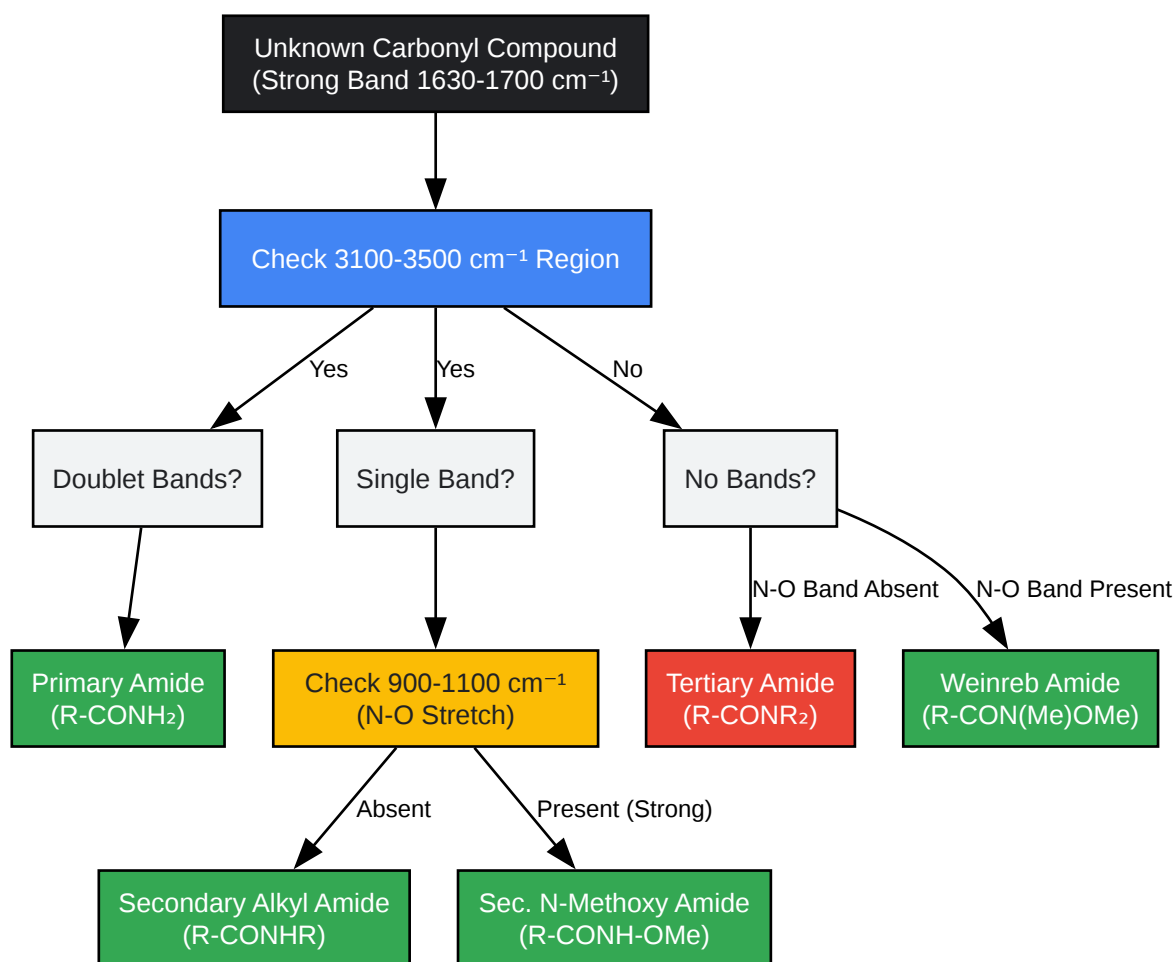 Unknown Carbonyl Compound
(Strong Band 1630-1700 cm⁻¹)
Check 3100-3500 cm⁻¹ Region
Yes
Yes
No
Doublet Bands?
Single Band?
No Bands?
N-O Band Absent
N-O Band Present
Primary Amide
(R-CONH₂)
Check 900-1100 cm⁻¹
(N-O Stretch)
Tertiary Amide
(R-CONR₂)
Weinreb Amide
(R-CON(Me)OMe)
Absent
Present (Strong)
Secondary Alkyl Amide
(R-CONHR)
Sec. N-Methoxy Amide
(R-CONH-OMe)